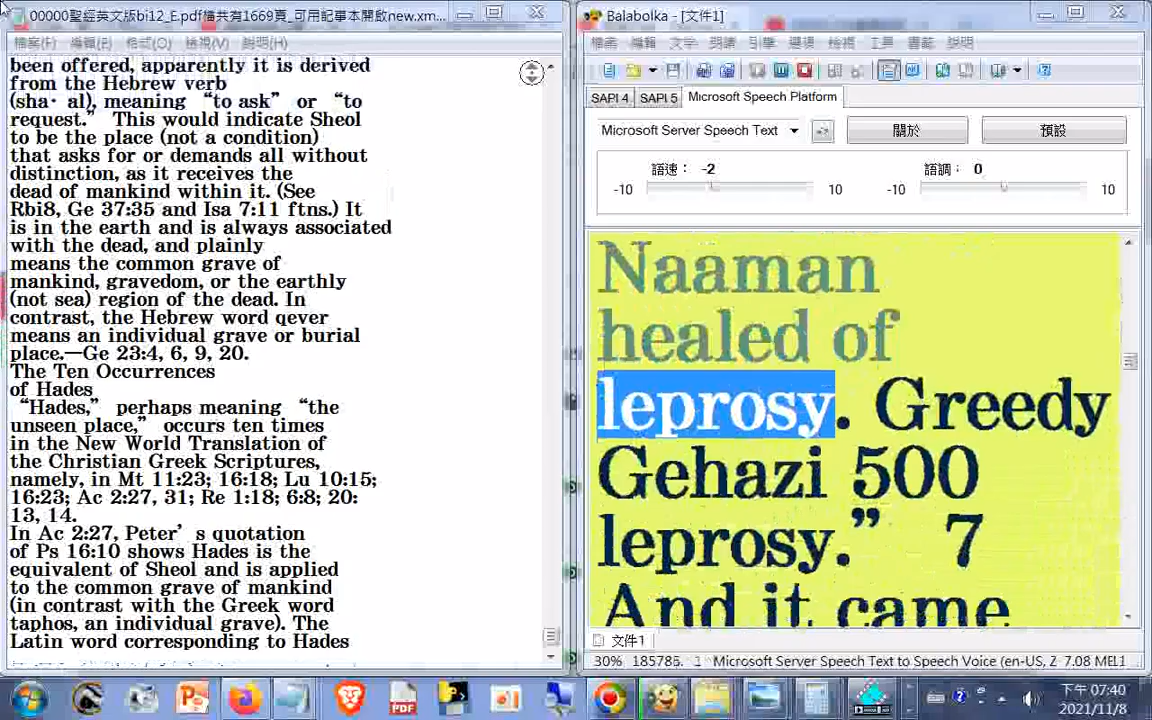 00000聖經英文版bi12_E.pdf檔共有1669頁_可用記事本開啟new.xm...
檔案(F) 編輯(E) 格式(O) 檢視(V) 說明(H)
been offered, apparently it is derived
from the Hebrew verb
(sha· al), meaning “to ask” or “to
request.” This would indicate Sheol
to be the place (not a condition)
that asks for or demands all without
distinction, as it receives the
dead of mankind within it. (See
Rbi8, Ge 37:35 and Isa 7:11 ftns.) It
is in the earth and is always associated
with the dead, and plainly
means the common grave of
mankind, gravedom, or the earthly
(not sea) region of the dead. In
contrast, the Hebrew word qever
means an individual grave or burial
place.—Ge 23:4, 6, 9, 20.
The Ten Occurrences
of Hades
“Hades,” perhaps meaning “the
unseen place,” occurs ten times
in the New World Translation of
the Christian Greek Scriptures,
namely, in Mt 11:23; 16:18; Lu 10:15;
16:23; Ac 2:27, 31; Re 1:18; 6:8; 20:
13, 14.
In Ac 2:27, Peter’s quotation
of Ps 16:10 shows Hades is the
equivalent of Sheol and is applied
to the common grave of mankind
(in contrast with the Greek word
taphos, an individual grave). The
Latin word corresponding to Hades
Balabolka - [文件1]
檔案 編輯 文字 朗讀 引擎 選項 檢視 工具 書籤 說明
SAPI 4 SAPI 5 Microsoft Speech Platform
Microsoft Server Speech Text 關於 預設
語速: -2 語調: 0
-10 10 -10 10
Naaman
healed of
leprosy. Greedy
Gehazi 500
leprosy.” 7
And it came
文件1
30% 185785. 1 Microsoft Server Speech Text to Speech Voice (en-US, Z 7.08 MEL1
PDF
下午 07:40
2021/11/8